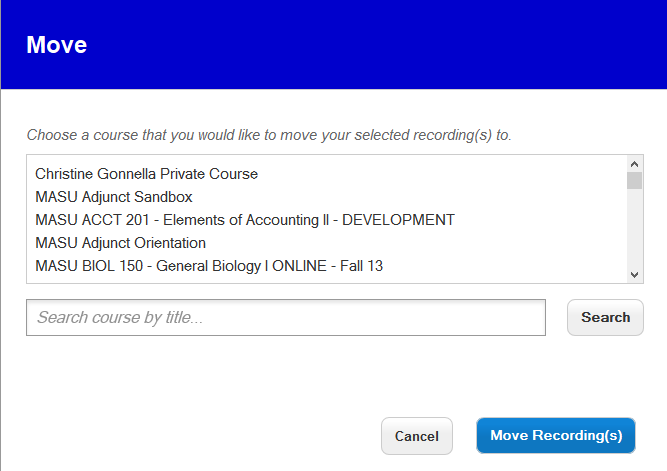 Move
Choose a course that you would like to move your selected recording(s) to.
Christine Gonnella Private Course
MASU Adjunct Sandbox
MASU ACCT 201 - Elements of Accounting II - DEVELOPMENT
MASU Adjunct Orientation
MASU BIOL 150 - General Biology I ONLINE - Fall 13
Search course by title...
Search
Cancel
Move Recording(s)